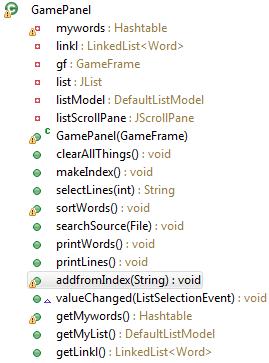 GamePanel
mywords : Hashtable
linkl : LinkedList<Word>
gf : GameFrame
list : JList
listModel : DefaultListModel
listScrollPane : JScrollPane
GamePanel(GameFrame)
clearAllThings() : void
makeIndex() : void
selectLines(int) : String
sortWords() : void
searchSource(File) : void
printWords() : void
printLines() : void
addfromIndex(String) : void
valueChanged(ListSelectionEvent) : void
getMywords() : Hashtable
getMyList() : DefaultListModel
getLinkl() : LinkedList<Word>